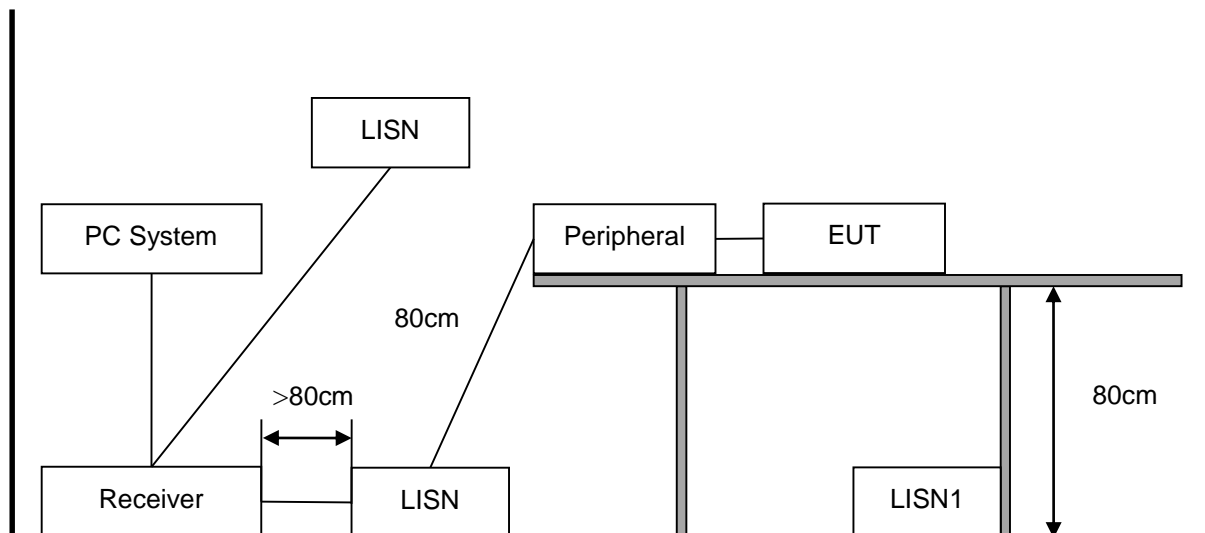 LISN
PC System
Peripheral
EUT
80cm
>80cm
80cm
Receiver
LISN
LISN1